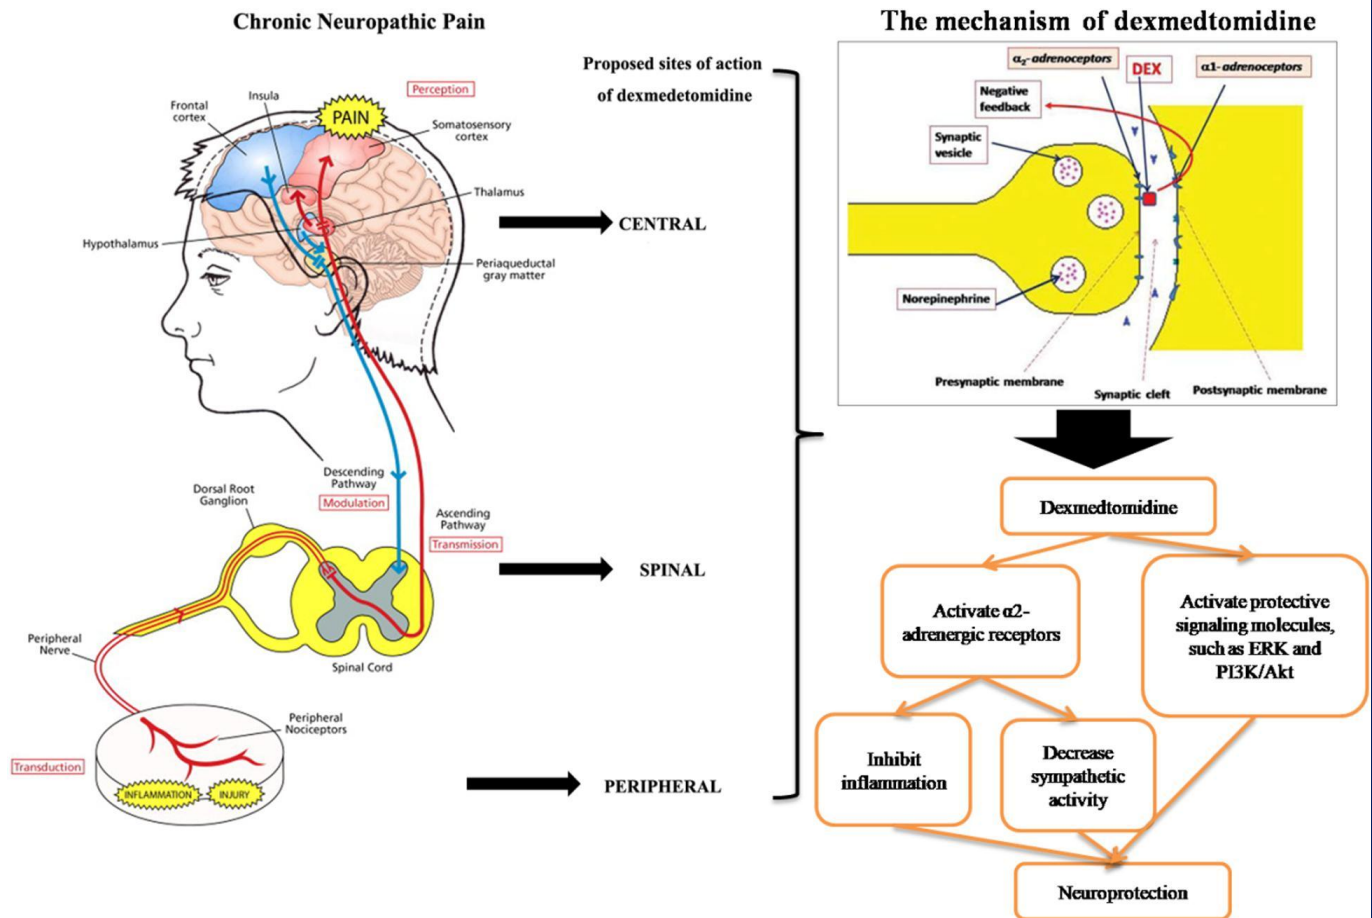 Chronic Neuropathic Pain
Proposed sites of action
of dexmedetomidine
Perception
Insula
Frontal
cortex
PAIN
Somatosensory
cortex
Thalamus
Hypothalamus
Periaqueductal
gray matter
CENTRAL
Descending
Pathway
Modulation
Dorsal Root
Ganglion
Ascending
Pathway
Transmission
SPINAL
Peripheral
Nerve
Spinal Cord
Peripheral
Nociceptors
Transduction
INFLAMMATION
INJURY
PERIPHERAL
The mechanism of dexmedtomidine
α2-adrenoceptors
DEX
α1-adrenoceptors
Negative
feedback
Synaptic
vesicle
Norepinephrine
Presynaptic membrane
Synaptic cleft
Postsynaptic membrane
Dexmedtomidine
Activate α2-
adrenergic receptors
Activate protective
signaling molecules,
such as ERK and
PI3K/Akt
Inhibit
inflammation
Decrease
sympathetic
activity
Neuroprotection